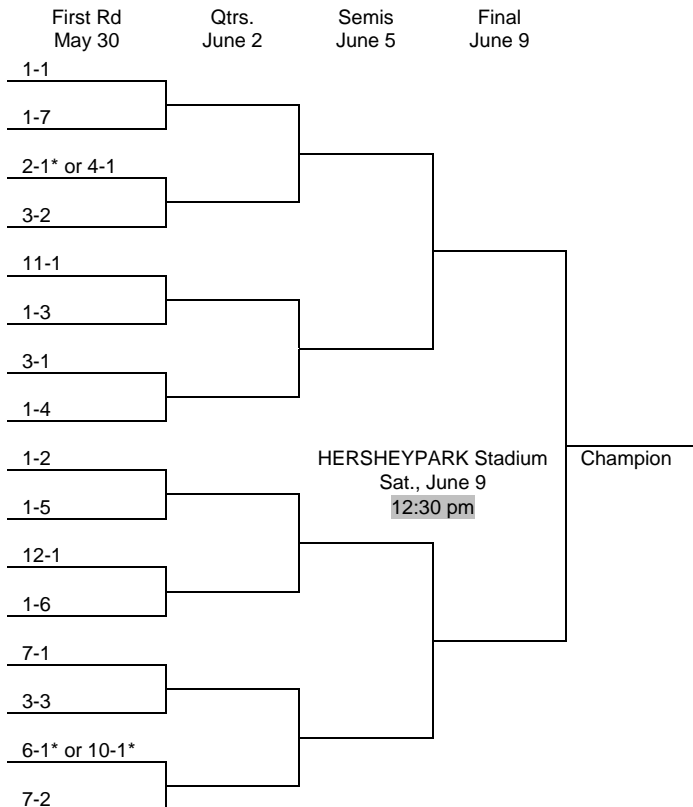 First Rd Qtrs. Semis Final
May 30 June 2 June 5 June 9
1-1
1-7
2-1* or 4-1
3-2
11-1
1-3
3-1
1-4
1-2
HERSHEYPARK Stadium Champion
Sat., June 9
1-5
12:30 pm
12-1
1-6
7-1
3-3
6-1* or 10-1*
7-2